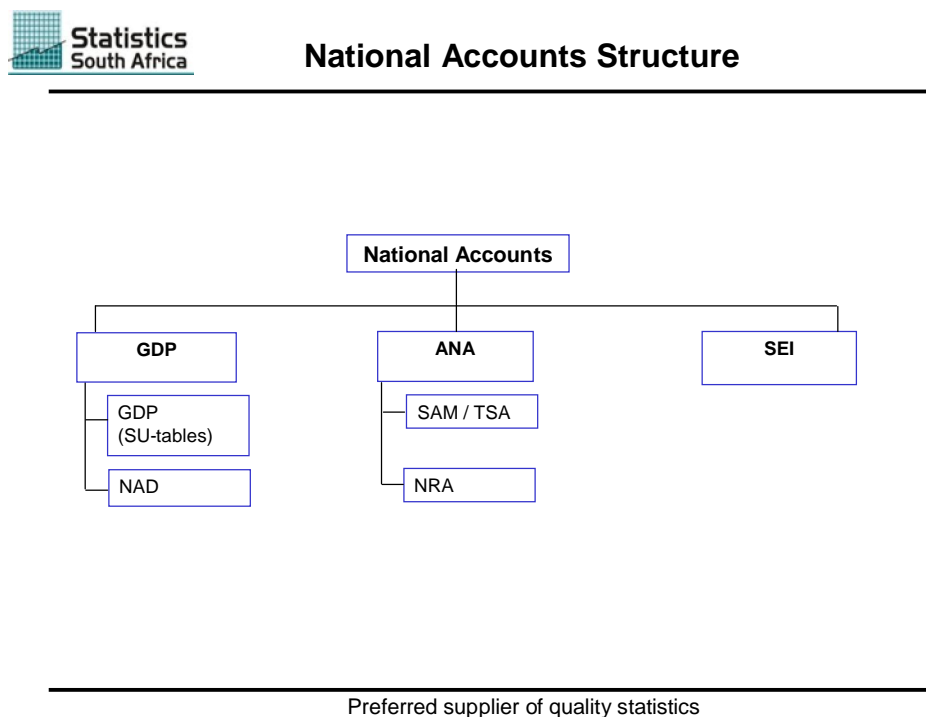 Statistics
South Africa
National Accounts Structure
National Accounts
GDP
ANA
SEI
GDP
(SU-tables)
SAM / TSA
NAD
NRA
Preferred supplier of quality statistics